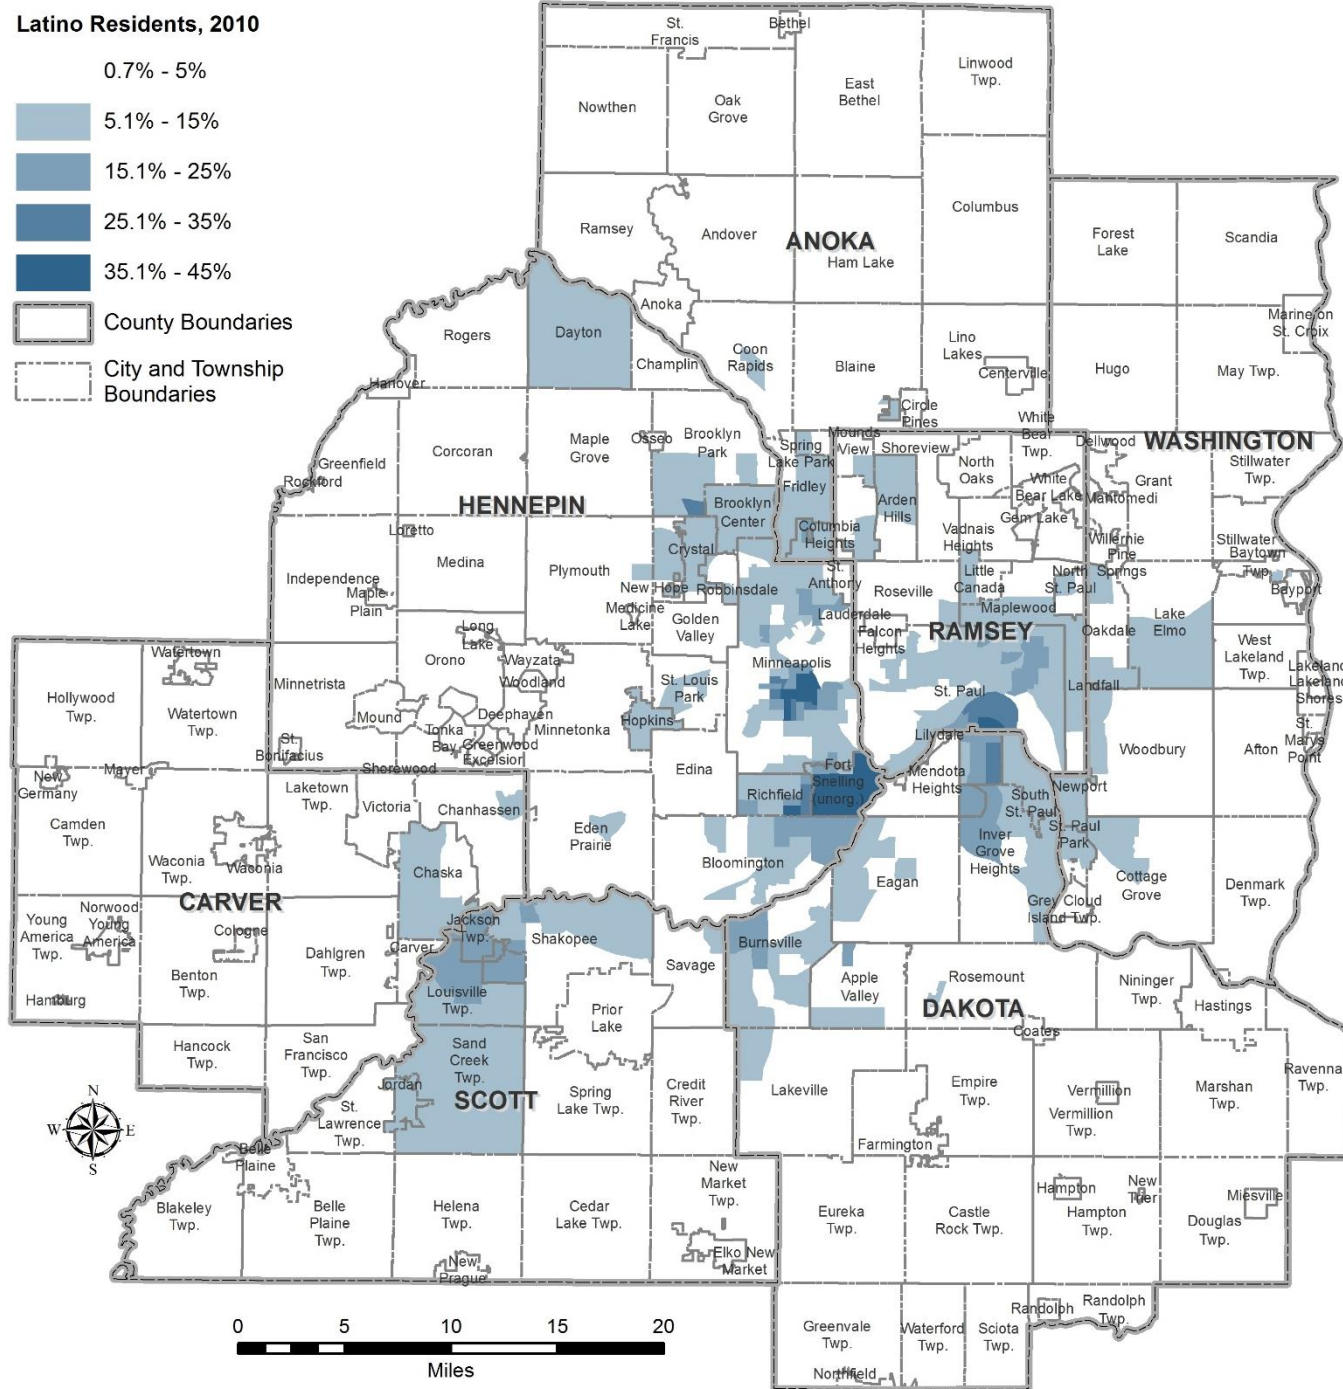 Latino Residents, 2010
0.7% - 5%
5.1% - 15%
15.1% - 25%
25.1% - 35%
35.1% - 45%
County Boundaries
City and Township
Boundaries
St.
Francis
Bethel
Nowthen
Oak
Grove
East
Bethel
Linwood
Twp.
Ramsey
Andover
ANOKA
Ham Lake
Columbus
Forest
Lake
Scandia
Anoka
Rogers
Dayton
Champlin
Coon
Rapids
Blaine
Lino
Lakes
Centerville
Hugo
May Twp.
Marine on
St. Croix
Hanover
Circle
Pines
Corcoran
Maple
Grove
Osseo
Brooklyn
Park
Spring
Lake Park
Mounds
View
Shoreview
White
Bear
Twp.
Dellwood
WASHINGTON
Greenfield
Rockford
HENNEPIN
Brooklyn
Center
Fridley
Arden
Hills
North
Oaks
White
Bear Lake
Gem Lake
Mahtomedi
Grant
Stillwater
Twp.
Loretto
Medina
Plymouth
Crystal
Columbia
Heights
Vadnais
Heights
Willernie
Pine
Springs
Stillwater
Baytown
Twp.
Bayport
Independence
Maple
Plain
New Hope
Robbinsdale
Medicine
Lake
Golden
Valley
St.
Anthony
Lauderdale
Roseville
Falcon
Heights
Little
Canada
North
St. Paul
Maplewood
RAMSEY
Oakdale
Lake
Elmo
West
Lakeland
Twp.
Lakeland
Lakeland
Shores
St.
Marys
Point
Watertown
Hollywood
Twp.
Watertown
Twp.
Minnetrista
Orono
Long
Lake
Wayzata
Woodland
Mound
Deephaven
Tonka
Bay
Greenwood
Excelsior
Minnetonka
St. Louis
Park
Hopkins
Minneapolis
St. Paul
Landfall
Lilydale
Woodbury
Afton
St.
Bonifacius
Shorewood
Edina
Fort
Snelling
(unorg.)
Mendota
Heights
Newport
New
Germany
Mayer
Laketown
Twp.
Victoria
Chanhassen
Eden
Prairie
Richfield
South
St. Paul
St. Paul
Park
Camden
Twp.
Waconia
Twp.
Waconia
Chaska
Bloomington
Eagan
Inver
Grove
Heights
Cottage
Grove
Denmark
Twp.
CARVER
Young
America
Twp.
Norwood
Young
America
Cologne
Benton
Twp.
Dahlgren
Twp.
Carver
Jackson
Twp.
Shakopee
Savage
Burnsville
Grey
Cloud
Island Twp.
Hamburg
Louisville
Twp.
Prior
Lake
Apple
Valley
Rosemount
DAKOTA
Coates
Nininger
Twp.
Hastings
Hancock
Twp.
San
Francisco
Twp.
Sand
Creek
Twp.
Jordan
SCOTT
St.
Lawrence
Twp.
Spring
Lake Twp.
Credit
River
Twp.
Lakeville
Farmington
Empire
Twp.
Vermillion
Vermillion
Twp.
Marshan
Twp.
Ravenna
Twp.
N
W
E
S
Belle
Plaine
Blakeley
Twp.
Belle
Plaine
Twp.
Helena
Twp.
New
Prague
Cedar
Lake Twp.
New
Market
Twp.
Elko New
Market
Eureka
Twp.
Castle
Rock Twp.
Hampton
Hampton
Twp.
New
Trier
Miesville
Douglas
Twp.
Greenvale
Twp.
Waterford
Twp.
Sciota
Twp.
Randolph
Randolph
Twp.
Northfield
0 5 10 15 20
Miles